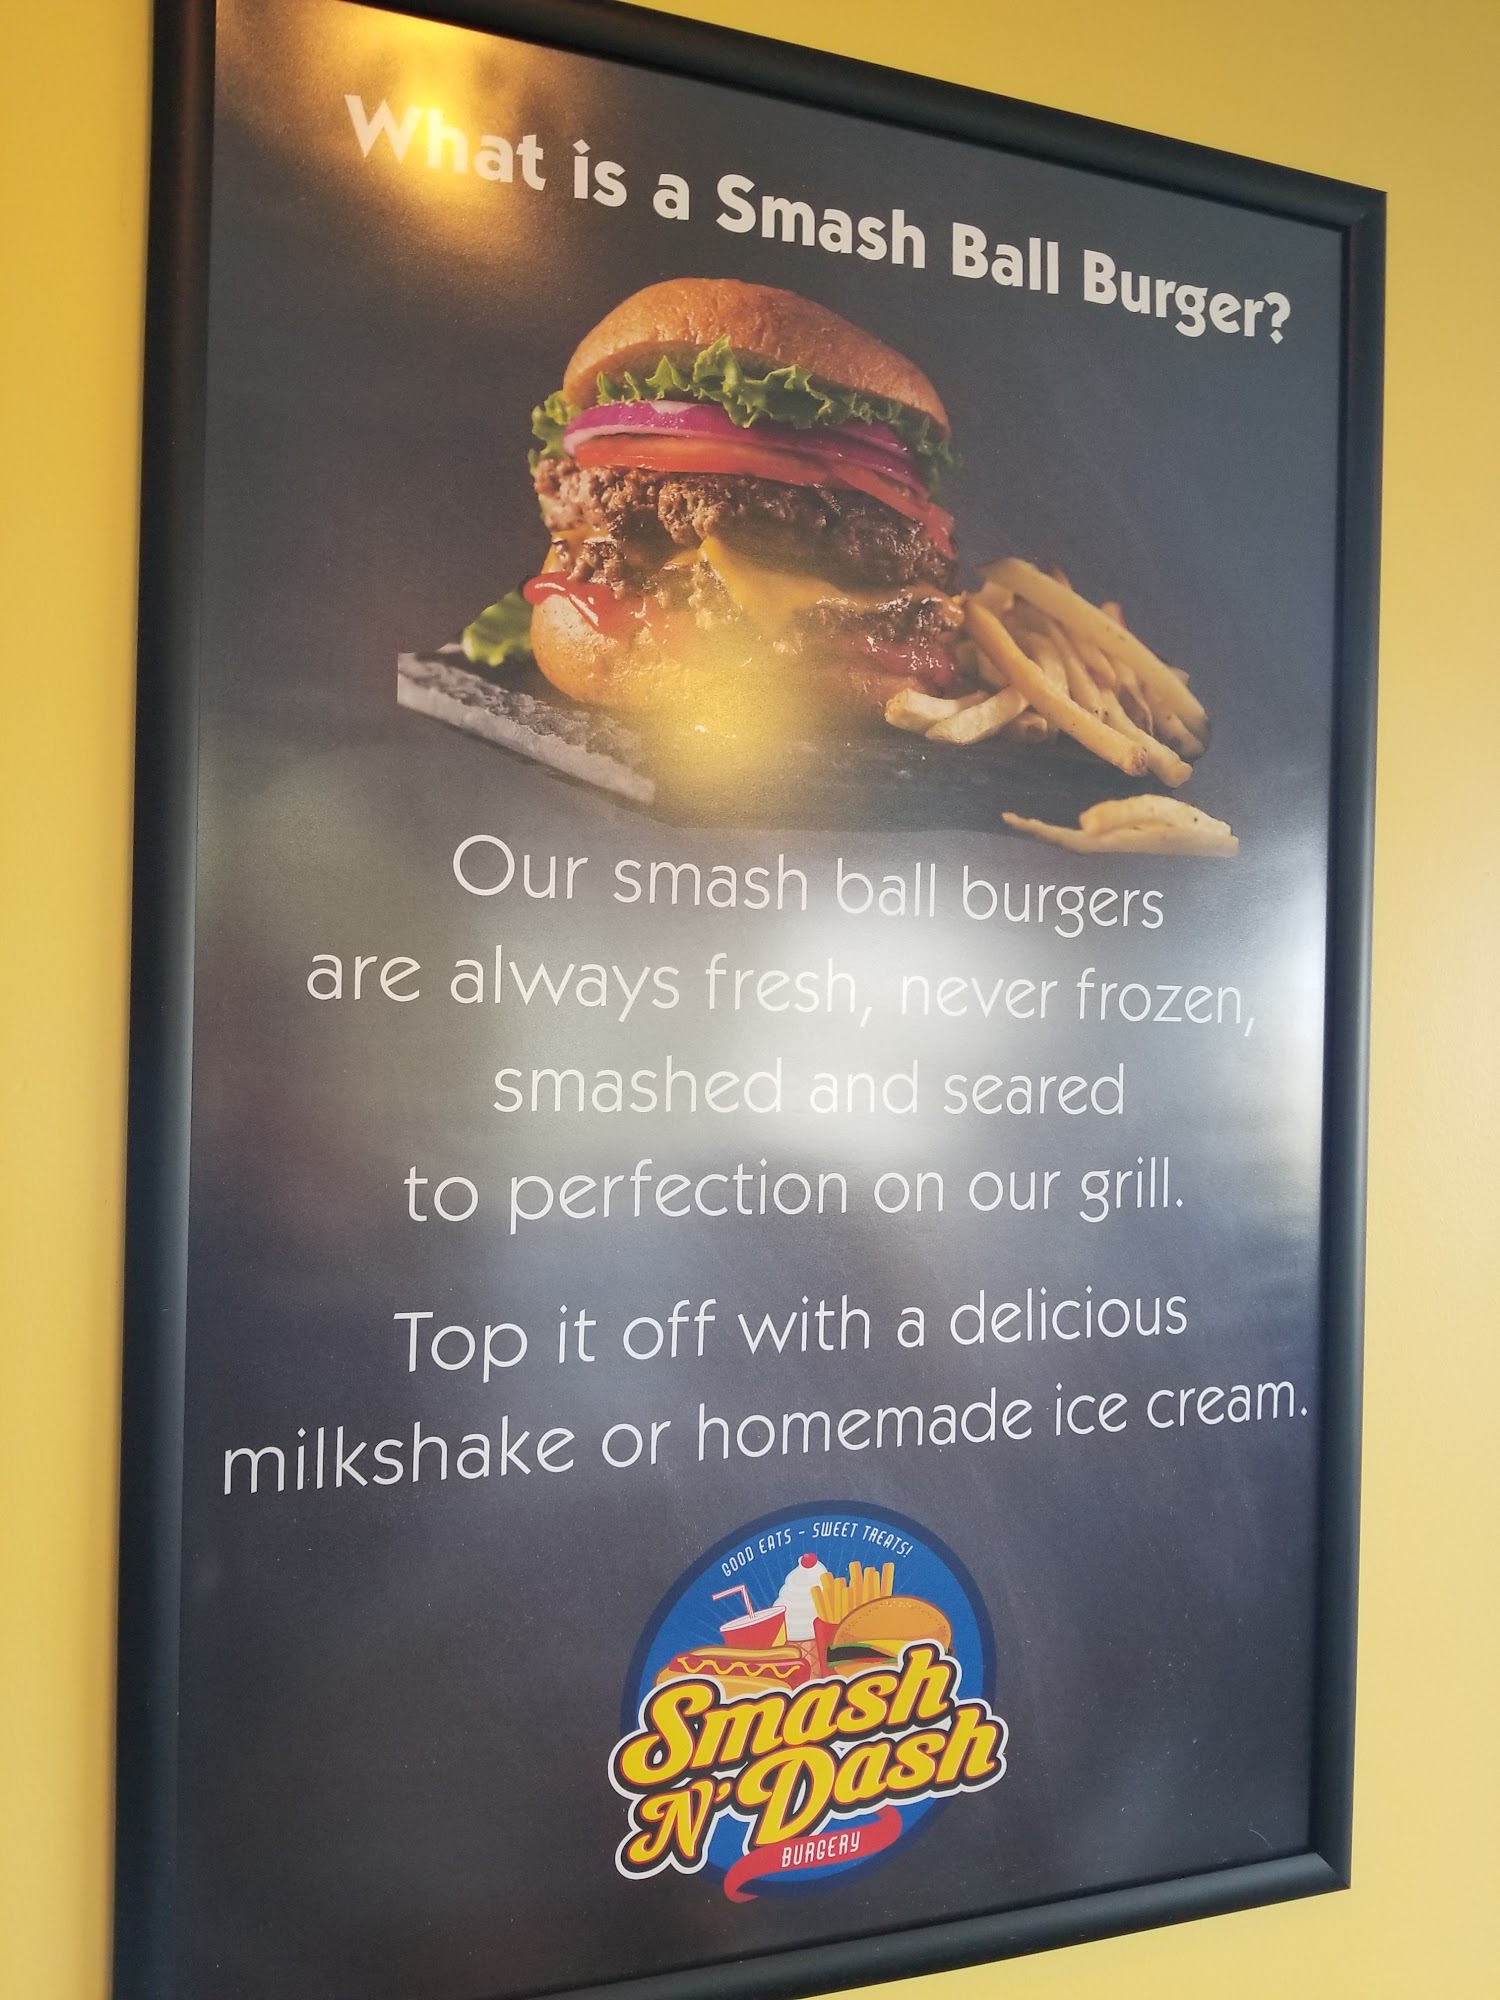 What is a Smash Ball Burger?
Our smash ball burgers
are always fresh, never frozen,
smashed and seared
to perfection on our grill.
Top it off with a delicious
milkshake or homemade ice cream.
GOOD EATS - SWEET TREATS!
Smash
N' Dash
BURGERY